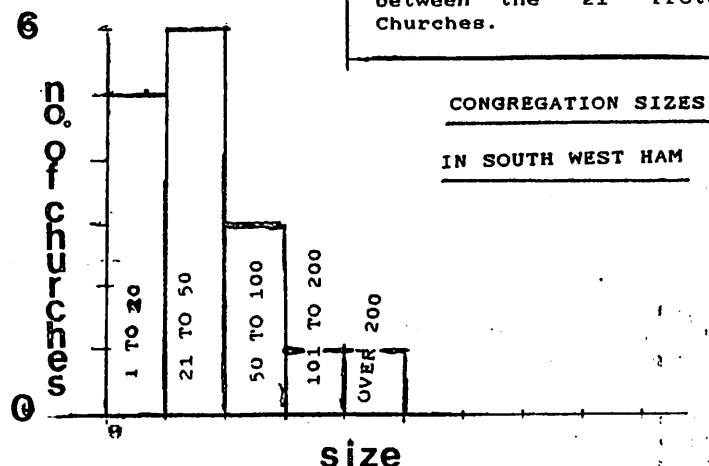 between the 21
Churches.
CONGREGATION SIZES
IN SOUTH WEST HAM
6
no. of churches
0
1 TO 20
21 TO 50
50 TO 100
101 TO 200
OVER 200
0
size